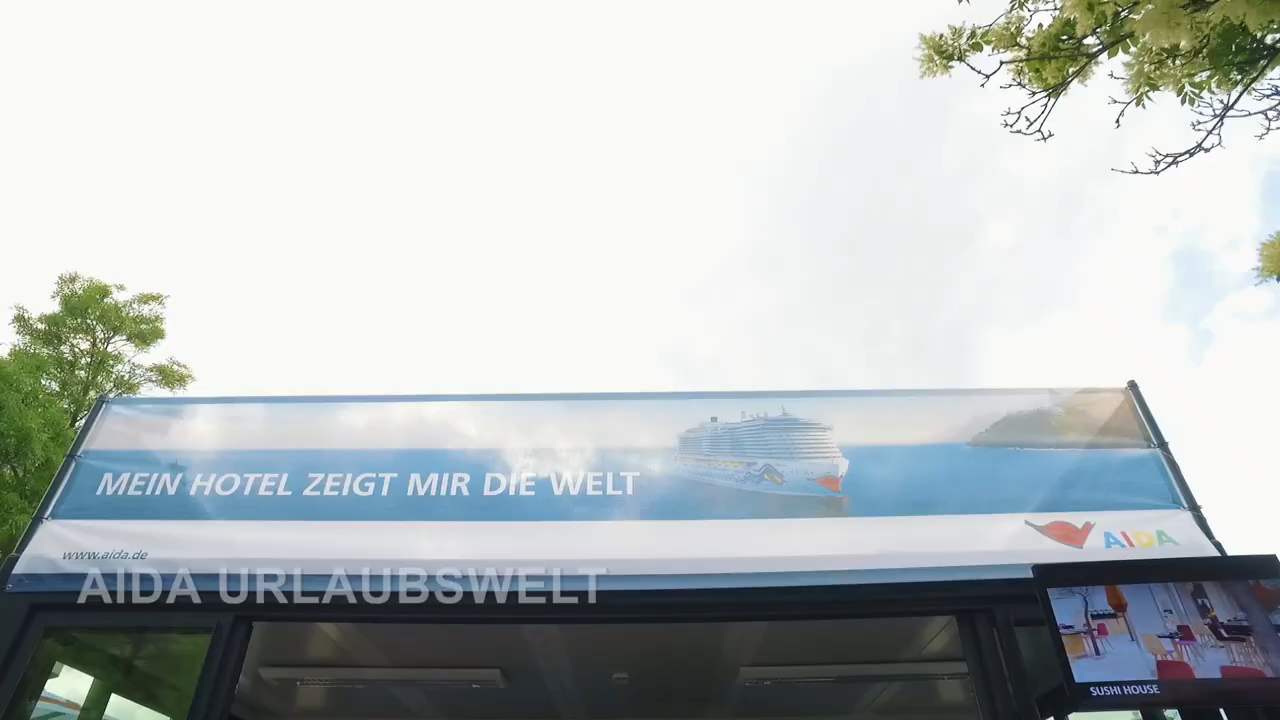 MEIN HOTEL ZEIGT MIR DIE WELT
www.aida.de
AIDA
AIDA URLAUBSWELT
SUSHI HOUSE